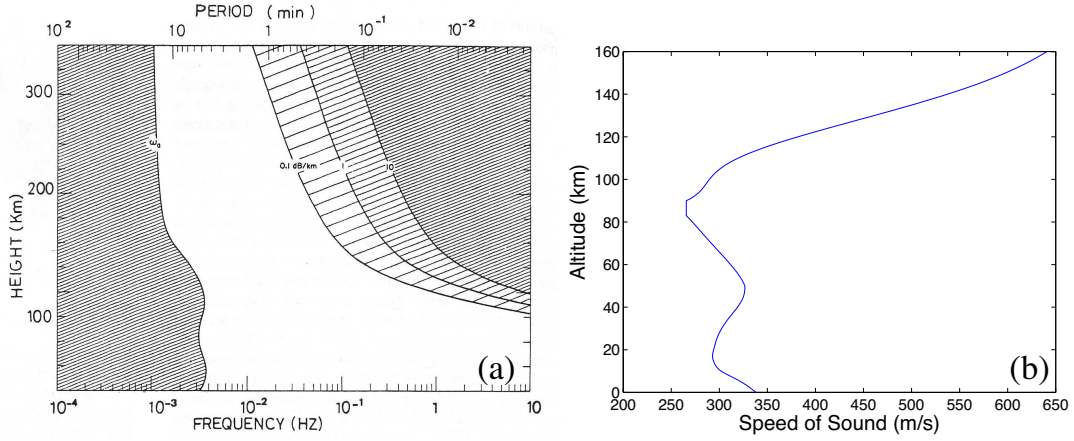 PERIOD (min)
10² 10 1 10⁻¹ 10⁻²
HEIGHT (Km)
300
200
100
ω₀
0.1 dB/km 1 10
(a)
10⁻⁴ 10⁻³ 10⁻² 10⁻¹ 1 10
FREQUENCY (HZ)
Altitude (km)
160
140
120
100
80
60
40
20
0
(b)
200 250 300 350 400 450 500 550 600 650
Speed of Sound (m/s)